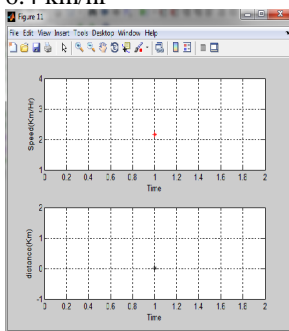 Figure 11
File Edit View Insert Tools Desktop Window Help
4
3
2
1
Speed(Km/Hr)
0 0.2 0.4 0.6 0.8 1 1.2 1.4 1.6 1.8 2
Time
2
1
0
-1
distance(Km)
0 0.2 0.4 0.6 0.8 1 1.2 1.4 1.6 1.8 2
Time